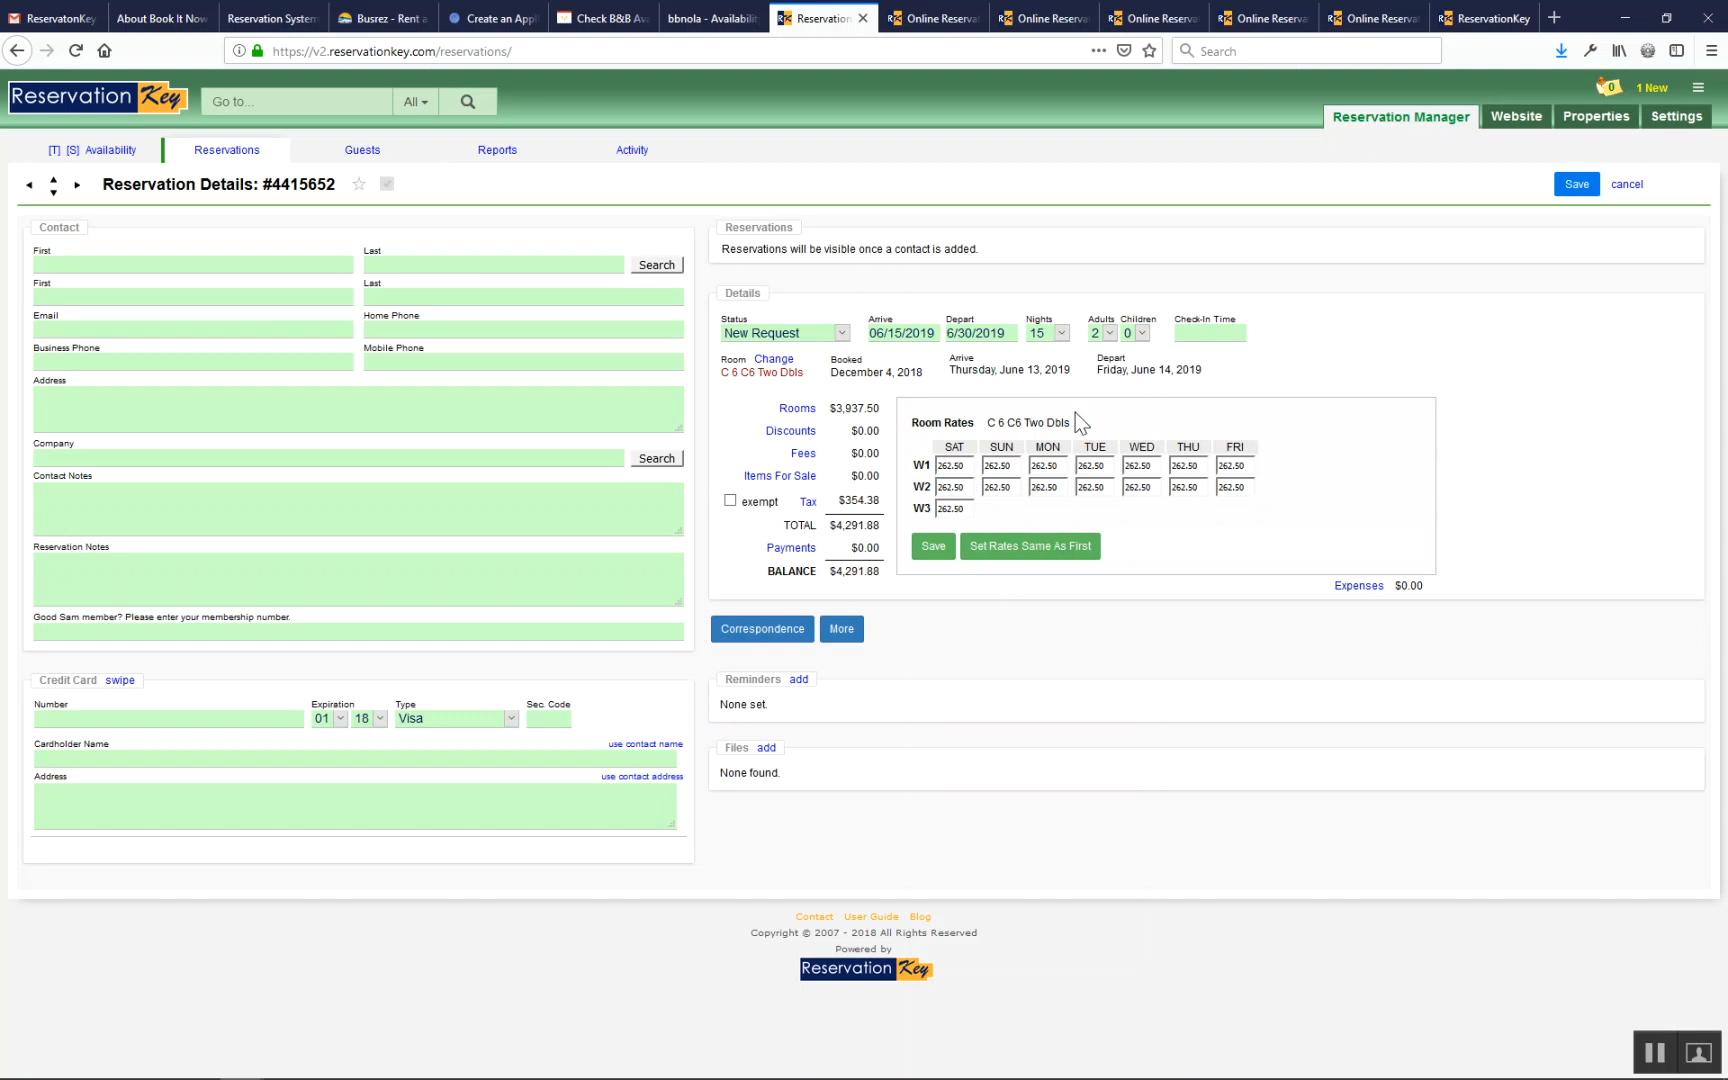 ReservatonKey
About Book It Now
Reservation System
Busrez - Rent a
Create an Appl
Check B&B Av
bbnola - Availabili
Reservation
Online Reserva
Online Reserva
Online Reserva
Online Reserva
Online Reserva
ReservationKey
https://v2.reservationkey.com/reservations/
Search
Reservation Key
Go to...
All
0
1 New
Reservation Manager
Website
Properties
Settings
[T] [S] Availability
Reservations
Guests
Reports
Activity
Reservation Details: #4415652
Save
cancel
Contact
First
Last
Search
First
Last
Email
Home Phone
Business Phone
Mobile Phone
Address
Company
Search
Contact Notes
Reservation Notes
Good Sam member? Please enter your membership number.
Credit Card swipe
Number
Expiration
Type
Sec. Code
01 18 Visa
Cardholder Name
use contact name
Address
use contact address
Reservations
Reservations will be visible once a contact is added.
Details
Status Arrive Depart Nights Adults Children Check-In Time
New Request 06/15/2019 6/30/2019 15 2 0
Room Change Booked Arrive Depart
C 6 C6 Two Dbls December 4, 2018 Thursday, June 13, 2019 Friday, June 14, 2019
Rooms $3,937.50
Discounts $0.00
Fees $0.00
Items For Sale $0.00
exempt Tax $354.38
TOTAL $4,291.88
Payments $0.00
BALANCE $4,291.88
Room Rates C 6 C6 Two Dbls
SAT SUN MON TUE WED THU FRI
W1 262.50 262.50 262.50 262.50 262.50 262.50 262.50
W2 262.50 262.50 262.50 262.50 262.50 262.50 262.50
W3 262.50
Save
Set Rates Same As First
Expenses $0.00
Correspondence
More
Reminders add
None set.
Files add
None found.
Contact User Guide Blog
Copyright © 2007 - 2018 All Rights Reserved
Powered by
Reservation Key